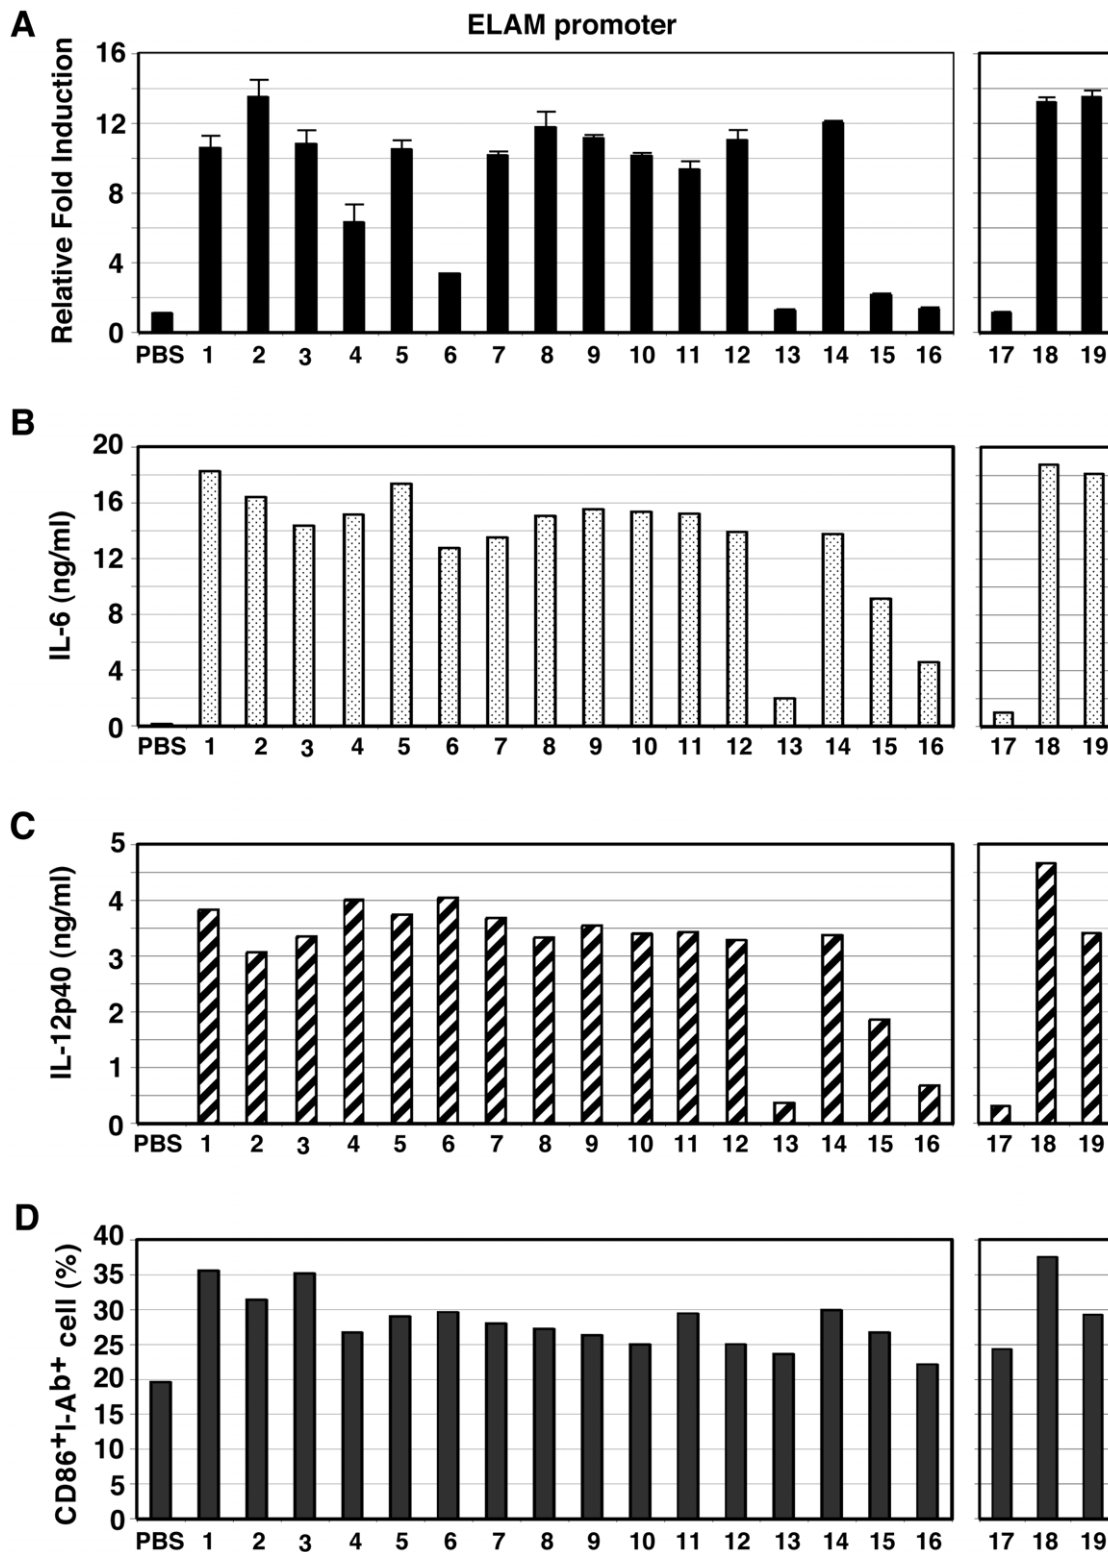 A
ELAM promoter
Relative Fold Induction
16
12
8
4
0
PBS 1 2 3 4 5 6 7 8 9 10 11 12 13 14 15 16 17 18 19
B
IL-6 (ng/ml)
20
16
12
8
4
0
PBS 1 2 3 4 5 6 7 8 9 10 11 12 13 14 15 16 17 18 19
C
IL-12p40 (ng/ml)
5
4
3
2
1
0
PBS 1 2 3 4 5 6 7 8 9 10 11 12 13 14 15 16 17 18 19
D
CD86+I-Ab+ cell (%)
40
35
30
25
20
15
10
5
0
PBS 1 2 3 4 5 6 7 8 9 10 11 12 13 14 15 16 17 18 19